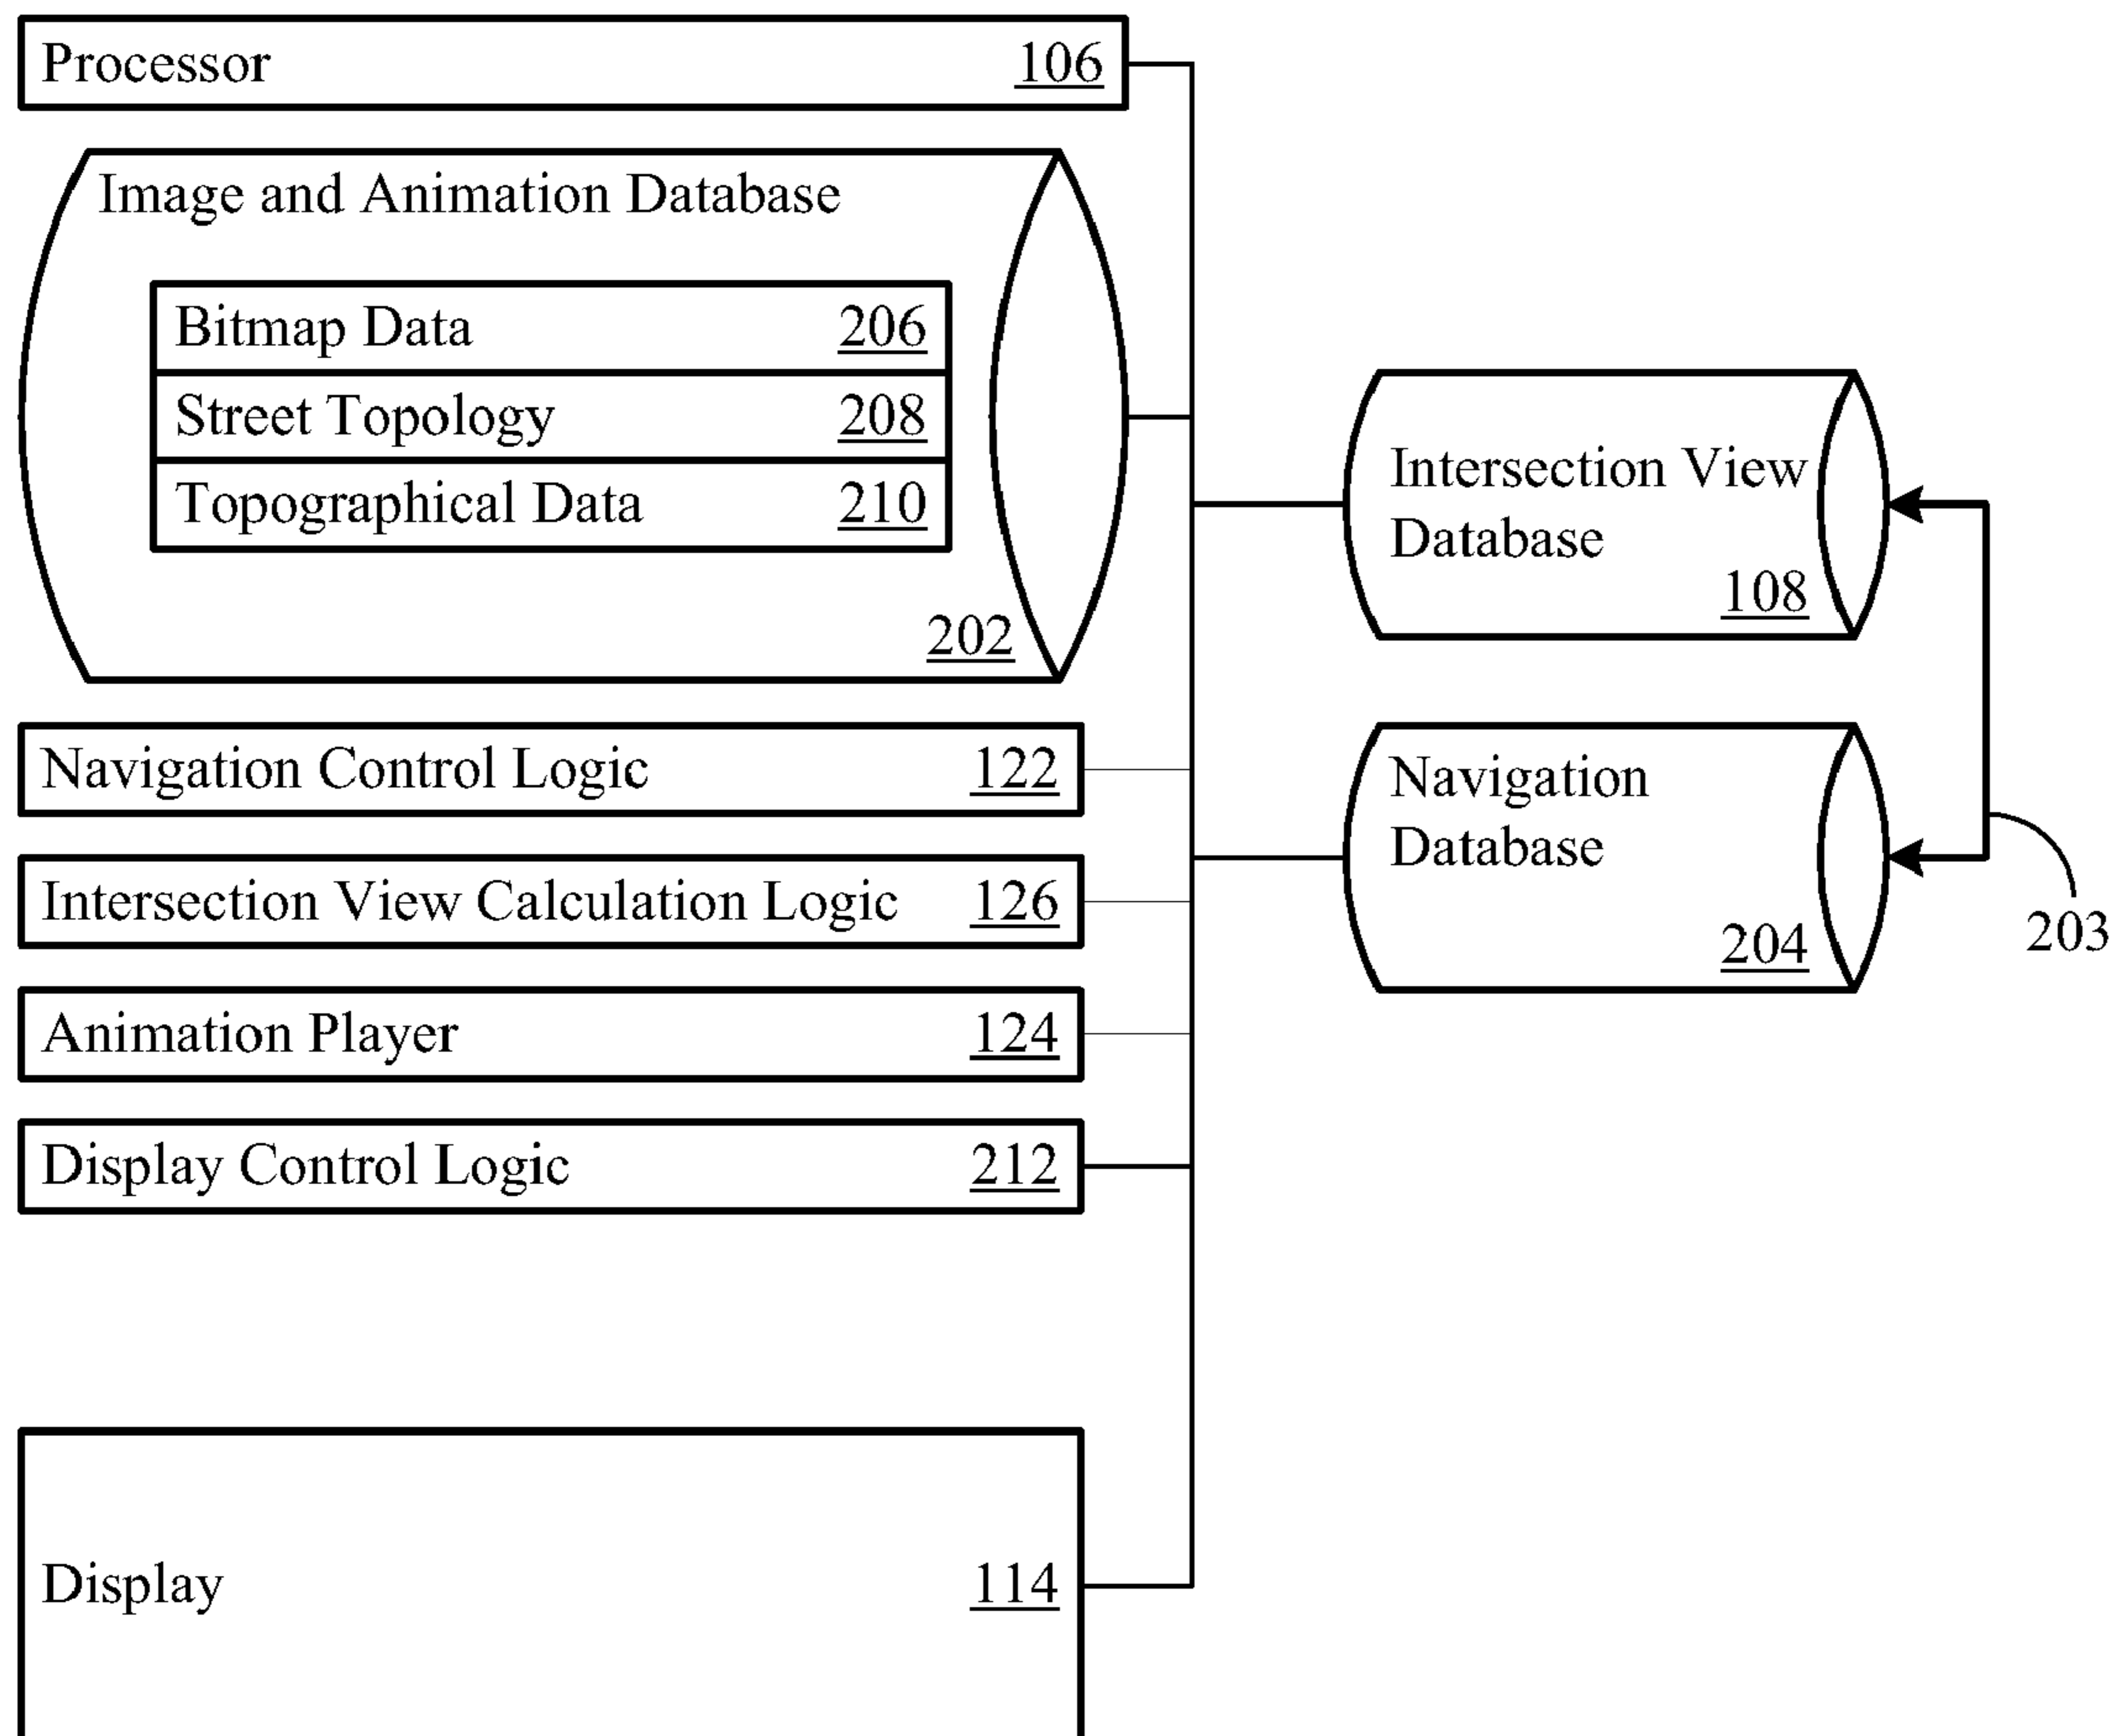 Processor 106
Image and Animation Database
Bitmap Data 206
Street Topology 208
Topographical Data 210
202
Intersection View
Database
108
Navigation Control Logic 122
Navigation
Database
204
203
Intersection View Calculation Logic 126
Animation Player 124
Display Control Logic 212
Display 114